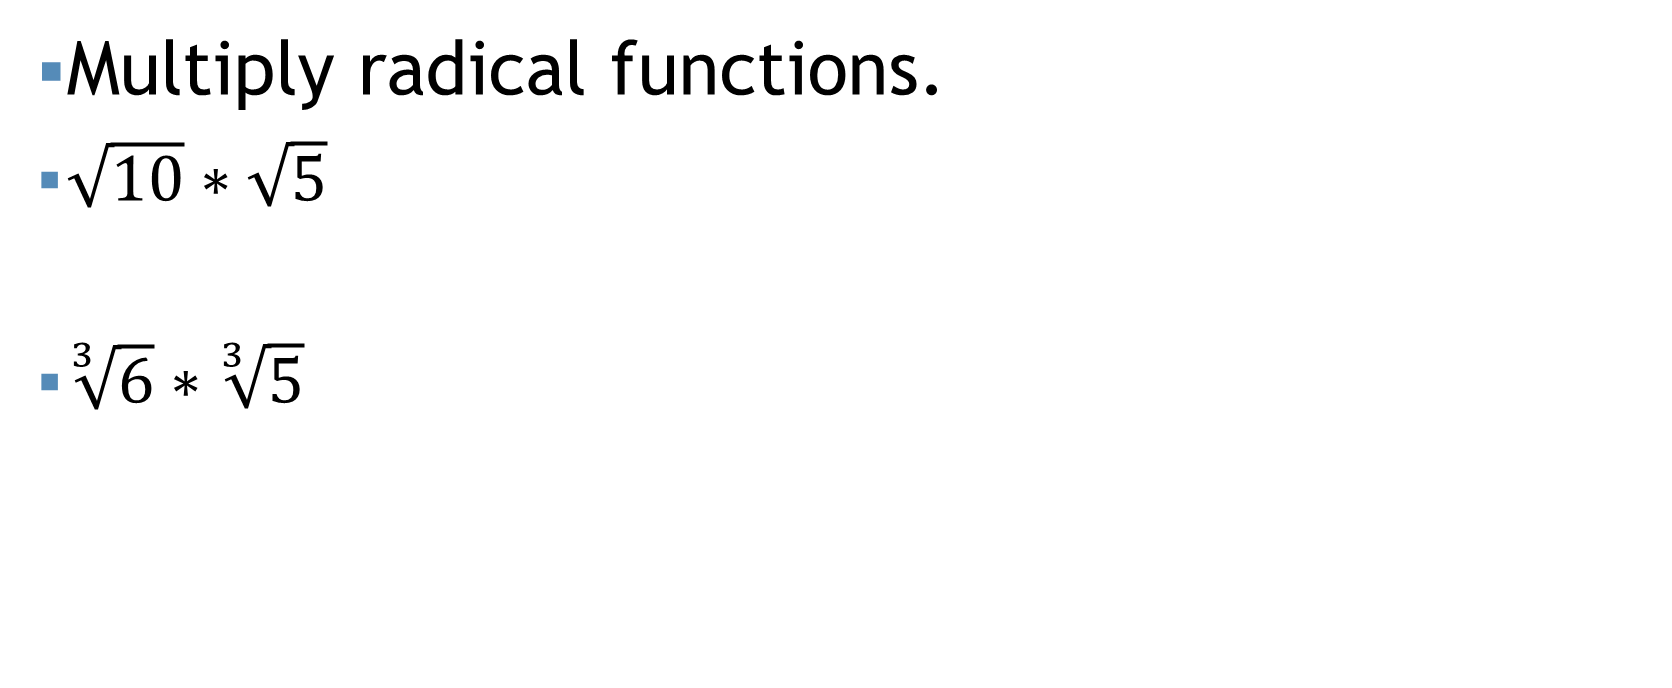 ▪Multiply radical functions.
▪√10 ∗ √5
▪∛6 ∗ ∛5